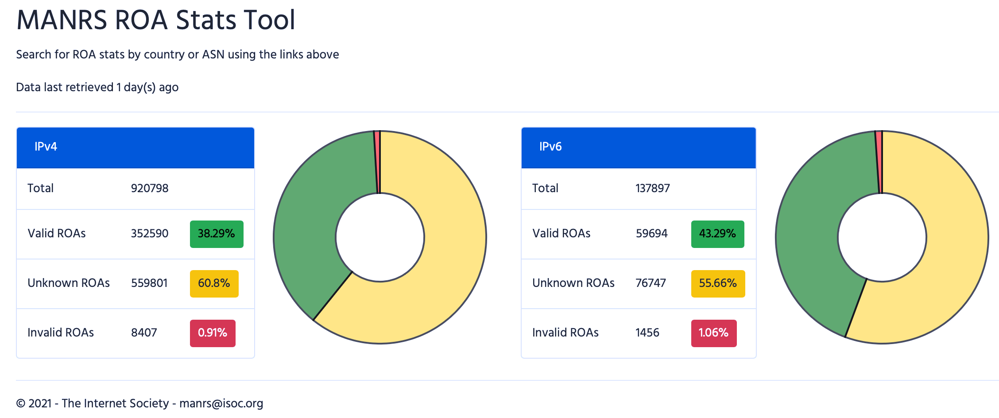 MANRS ROA Stats Tool
Search for ROA stats by country or ASN using the links above
Data last retrieved 1 day(s) ago
IPv4
Total 920798
Valid ROAs 352590 38.29%
Unknown ROAs 559801 60.8%
Invalid ROAs 8407 0.91%
IPv6
Total 137897
Valid ROAs 59694 43.29%
Unknown ROAs 76747 55.66%
Invalid ROAs 1456 1.06%
© 2021 - The Internet Society - manrs@isoc.org